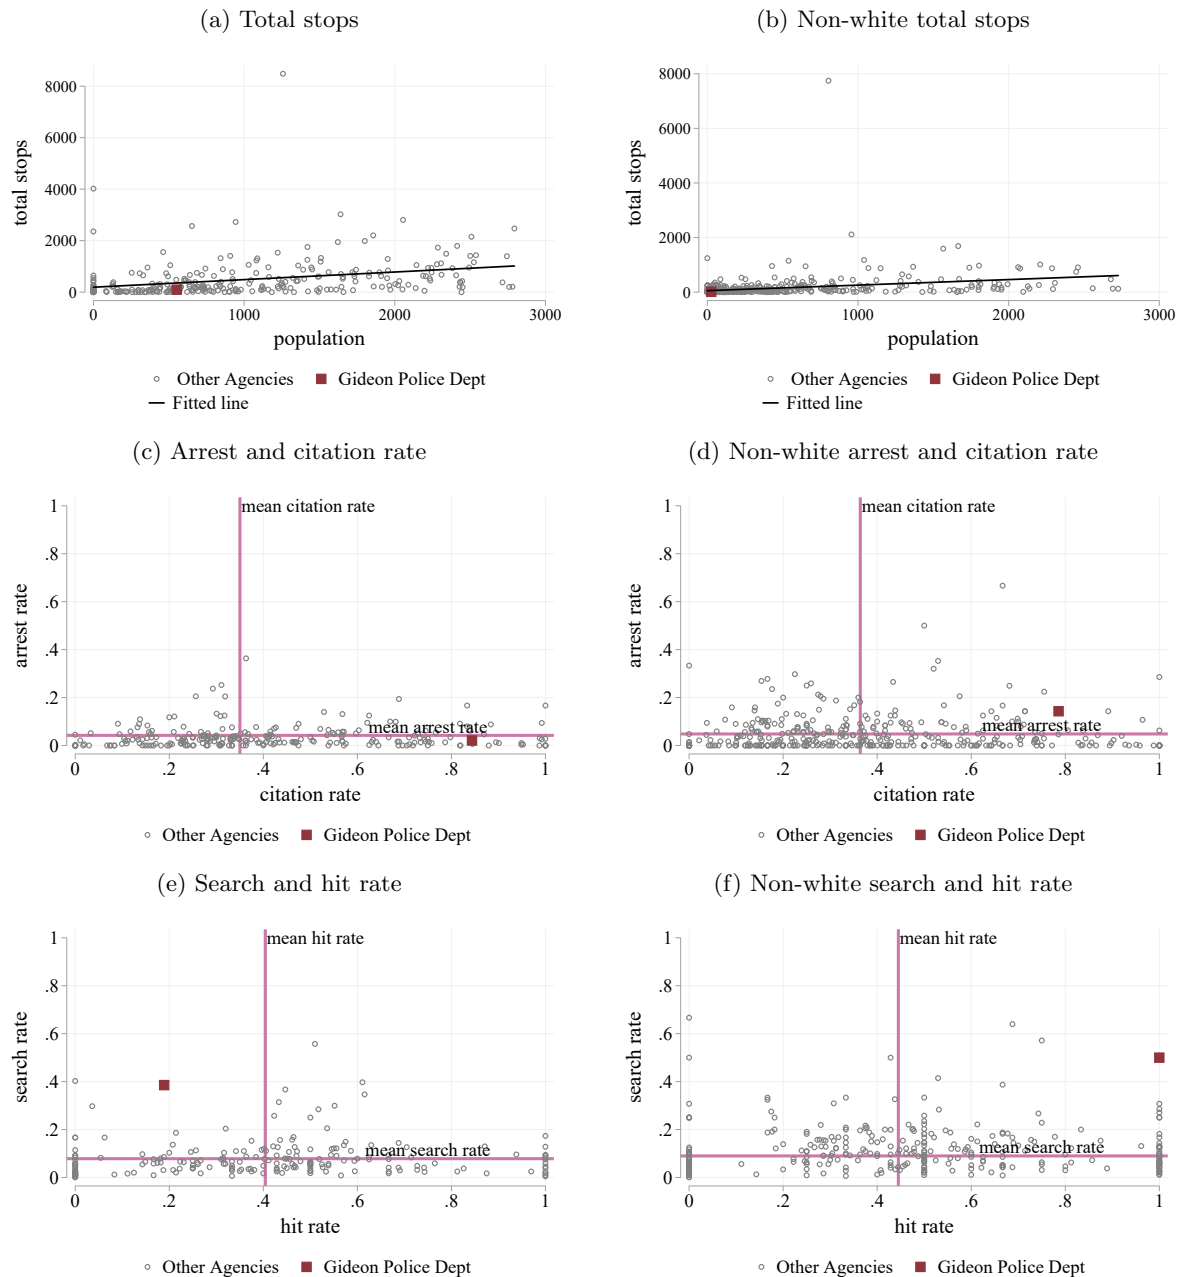 (a) Total stops
(b) Non-white total stops
total stops
8000
6000
4000
2000
0
0 1000 2000 3000
population
Other Agencies Gideon Police Dept
Fitted line
total stops
8000
6000
4000
2000
0
0 1000 2000 3000
population
Other Agencies Gideon Police Dept
Fitted line
(c) Arrest and citation rate
(d) Non-white arrest and citation rate
arrest rate
1
.8
.6
.4
.2
0
mean citation rate
mean arrest rate
0 .2 .4 .6 .8 1
citation rate
Other Agencies Gideon Police Dept
arrest rate
1
.8
.6
.4
.2
0
mean citation rate
mean arrest rate
0 .2 .4 .6 .8 1
citation rate
Other Agencies Gideon Police Dept
(e) Search and hit rate
(f) Non-white search and hit rate
search rate
1
.8
.6
.4
.2
0
mean hit rate
mean search rate
0 .2 .4 .6 .8 1
hit rate
Other Agencies Gideon Police Dept
search rate
1
.8
.6
.4
.2
0
mean hit rate
mean search rate
0 .2 .4 .6 .8 1
hit rate
Other Agencies Gideon Police Dept